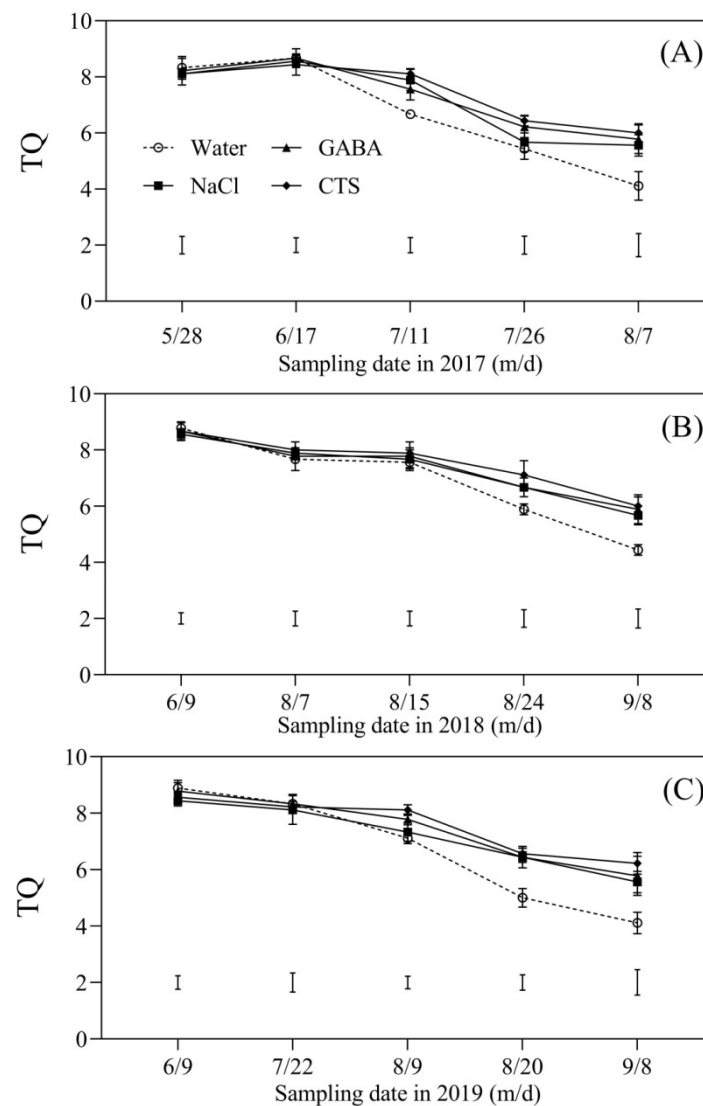 10
(A)
8
6
Water GABA
TQ
4
NaCl CTS
2
0
5/28 6/17 7/11 7/26 8/7
Sampling date in 2017 (m/d)
10
(B)
8
6
TQ
4
2
0
6/9 8/7 8/15 8/24 9/8
Sampling date in 2018 (m/d)
10
(C)
8
6
TQ
4
2
0
6/9 7/22 8/9 8/20 9/8
Sampling date in 2019 (m/d)